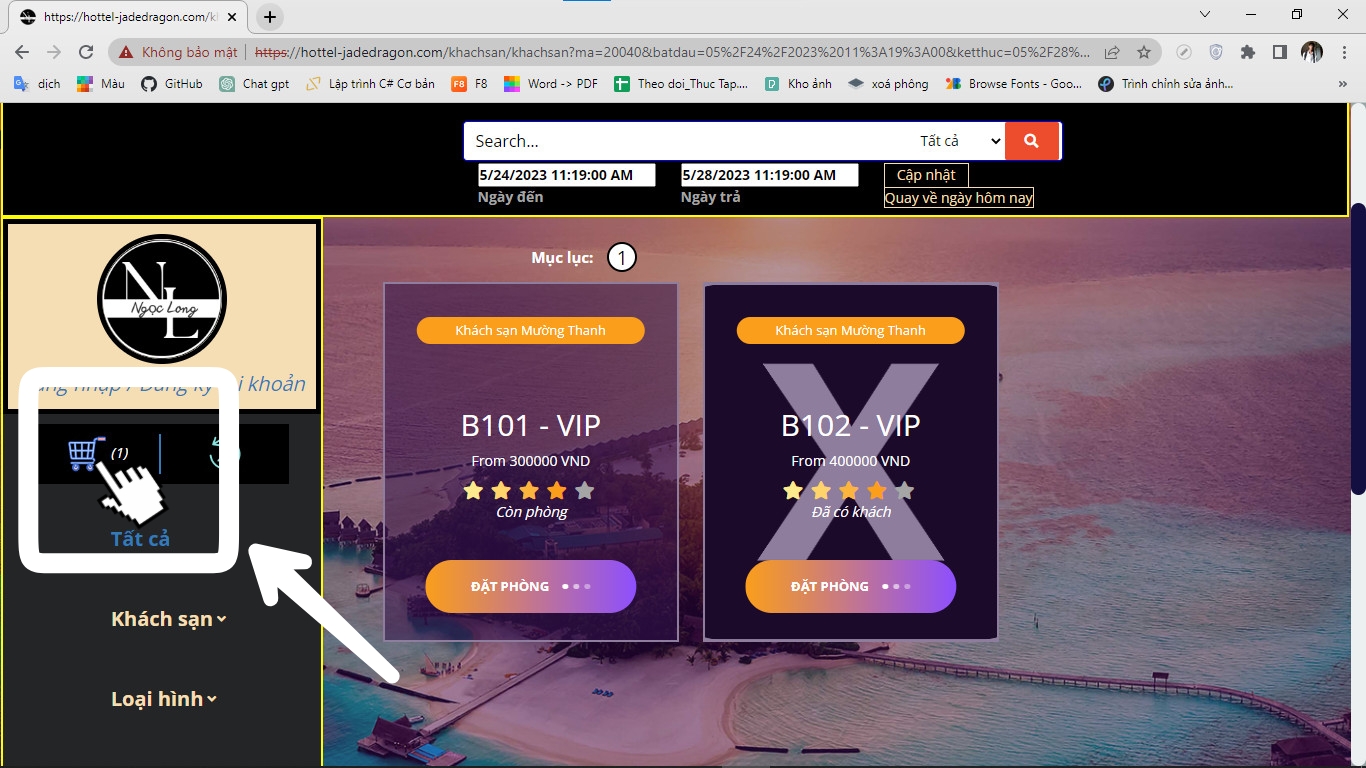 https://hottel-jadedragon.com/kh
Không bảo mật https://hottel-jadedragon.com/khachsan/khachsan?ma=20040&batdau=05%2F24%2F2023%2011%3A19%3A00&ketthuc=05%2F28%...
dịch Màu GitHub Chat gpt Lập trình C# Cơ bản F8 F8 Word -> PDF Theo doi_Thuc Tap.... Kho ảnh xoá phông Browse Fonts - Goo... Trình chỉnh sửa ảnh... »
Search... Tất cả
5/24/2023 11:19:00 AM 5/28/2023 11:19:00 AM Cập nhật
Ngày đến Ngày trả Quay về ngày hôm nay
NL
Ngọc Long
Mục lục: 1
Khách sạn Mường Thanh Khách sạn Mường Thanh
X
khoản
B101 - VIP B102 - VIP
(1)
From 300000 VND From 400000 VND
Còn phòng Đã có khách
Tất cả
ĐẶT PHÒNG ĐẶT PHÒNG
Khách sạn
Loại hình